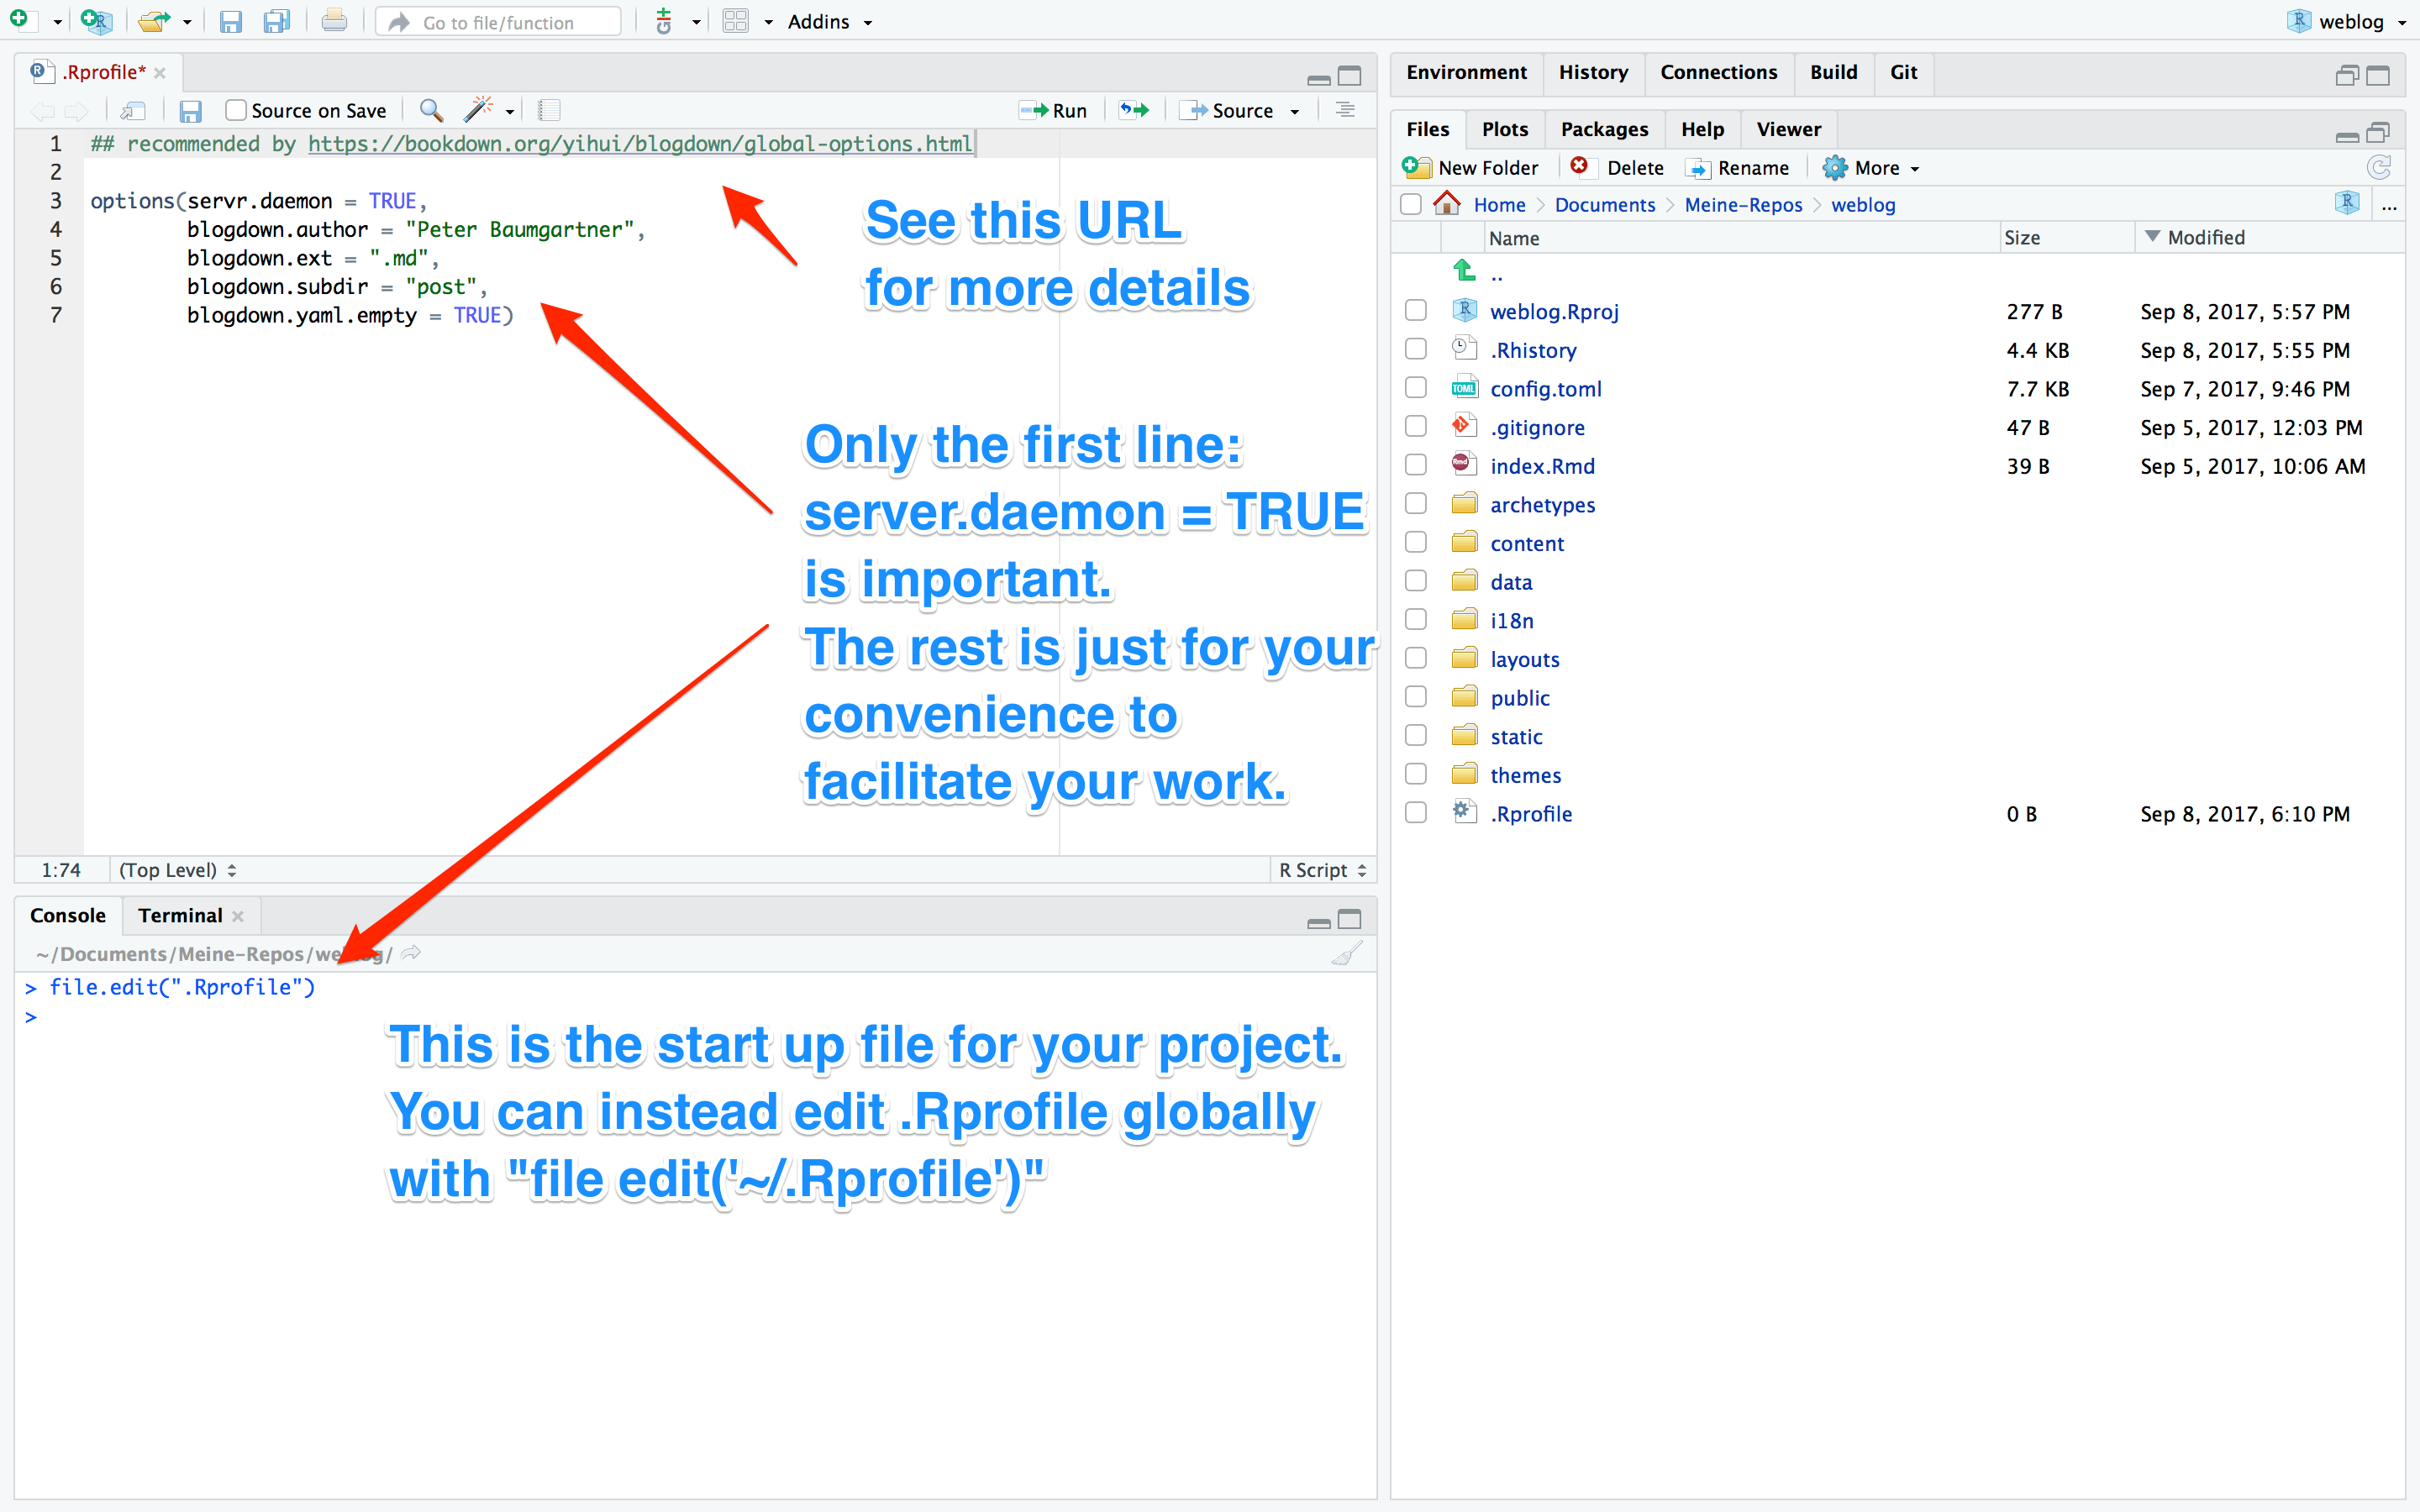 Go to file/function
Addins
weblog
.Rprofile*
Source on Save
Run
Source
1 ## recommended by https://bookdown.org/yihui/blogdown/global-options.html
2
3 options(servr.daemon = TRUE,
4 blogdown.author = "Peter Baumgartner",
5 blogdown.ext = ".md",
6 blogdown.subdir = "post",
7 blogdown.yaml.empty = TRUE)
See this URL
for more details
Only the first line:
server.daemon = TRUE
is important.
The rest is just for your
convenience to
facilitate your work.
1:74 (Top Level) R Script
Console Terminal
~/Documents/Meine-Repos/weblog/
> file.edit(".Rprofile")
>
This is the start up file for your project.
You can instead edit .Rprofile globally
with "file edit('~/.Rprofile')"
Environment History Connections Build Git
Files Plots Packages Help Viewer
New Folder Delete Rename More
Home Documents Meine-Repos weblog ...
Name Size Modified
..
weblog.Rproj 277 B Sep 8, 2017, 5:57 PM
.Rhistory 4.4 KB Sep 8, 2017, 5:55 PM
config.toml 7.7 KB Sep 7, 2017, 9:46 PM
.gitignore 47 B Sep 5, 2017, 12:03 PM
index.Rmd 39 B Sep 5, 2017, 10:06 AM
archetypes
content
data
i18n
layouts
public
static
themes
.Rprofile 0 B Sep 8, 2017, 6:10 PM